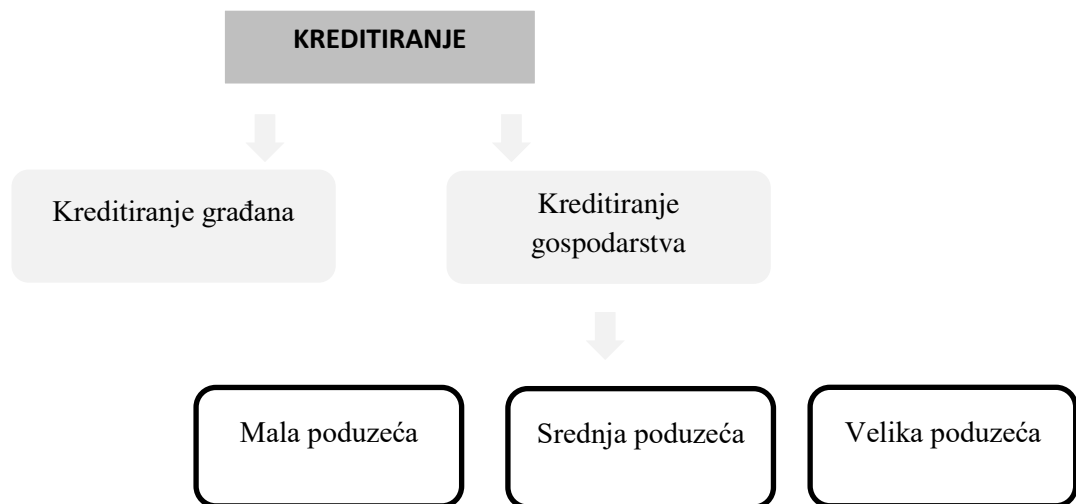 KREDITIRANJE
Kreditiranje građana
Kreditiranje
gospodarstva
Mala poduzeća
Srednja poduzeća
Velika poduzeća